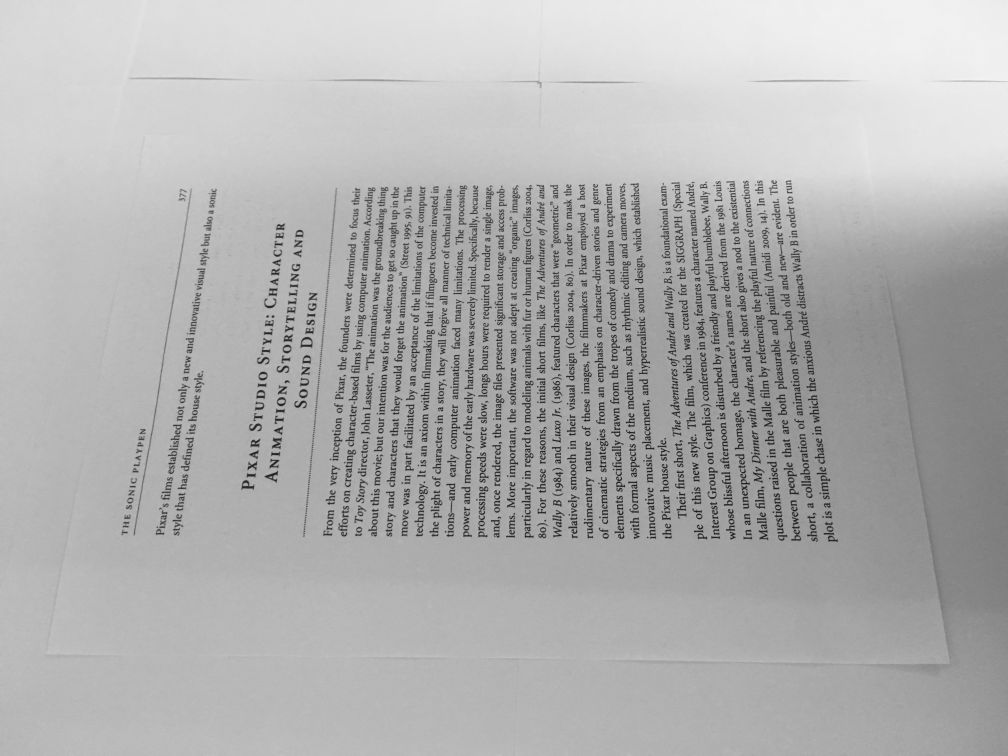 THE SONIC PLAYPEN 377
Pixar's films established not only a new and innovative visual style but also a sonic
style that has defined its house style.
PIXAR STUDIO STYLE: CHARACTER
ANIMATION, STORYTELLING AND
SOUND DESIGN
From the very inception of Pixar, the founders were determined to focus their
efforts on creating character-based films by using computer animation. According
to Toy Story director, John Lasseter, "The animation was the groundbreaking thing
about this movie; but our intention was for the audiences to get so caught up in the
story and characters that they would forget the animation" (Street 1995: 91). This
move was in part facilitated by an acceptance of the limitations of the computer
technology. It is an axiom within filmmaking that if filmgoers become invested in
the plight of characters in a story, they will forgive all manner of technical limita-
tions—and early computer animation faced many limitations. The processing
power and memory of the early hardware was severely limited. Specifically, because
processing speeds were slow, longs hours were required to render a single image,
and, once rendered, the image files presented significant storage and access prob-
lems. More important, the software was not adept at creating "organic" images,
particularly in regard to modeling animals with fur or human figures (Corliss 2004,
80). For these reasons, the initial short films, like The Adventures of André and
Wally B (1984) and Luxo Jr. (1986), featured characters that were "geometric" and
relatively smooth in their visual design (Corliss 2004, 80). In order to mask the
rudimentary nature of these images, the filmmakers at Pixar employed a host
of cinematic strategies from an emphasis on character-driven stories and genre
elements specifically drawn from the tropes of comedy and drama to experiment
with formal aspects of the medium, such as rhythmic editing and camera moves,
innovative music placement, and hyperrealistic sound design, which established
the Pixar house style.
Their first short, The Adventures of André and Wally B, is a foundational exam-
ple of this new style. The film, which was created for the SIGGRAPH (Special
Interest Group on Graphics) conference in 1984, features a character named André,
whose blissful afternoon is disturbed by a friendly and playful bumblebee, Wally B.
In an unexpected homage, the character's names are derived from the 1981 Louis
Malle film, My Dinner with Andre, and the short also gives a nod to the existential
questions raised in the Malle film by referencing the playful nature of connections
between people that are both pleasurable and painful (Amidi 2009, 14). In this
short, a collaboration of animation styles—both old and new—are evident. The
plot is a simple chase in which the anxious André distracts Wally B in order to run